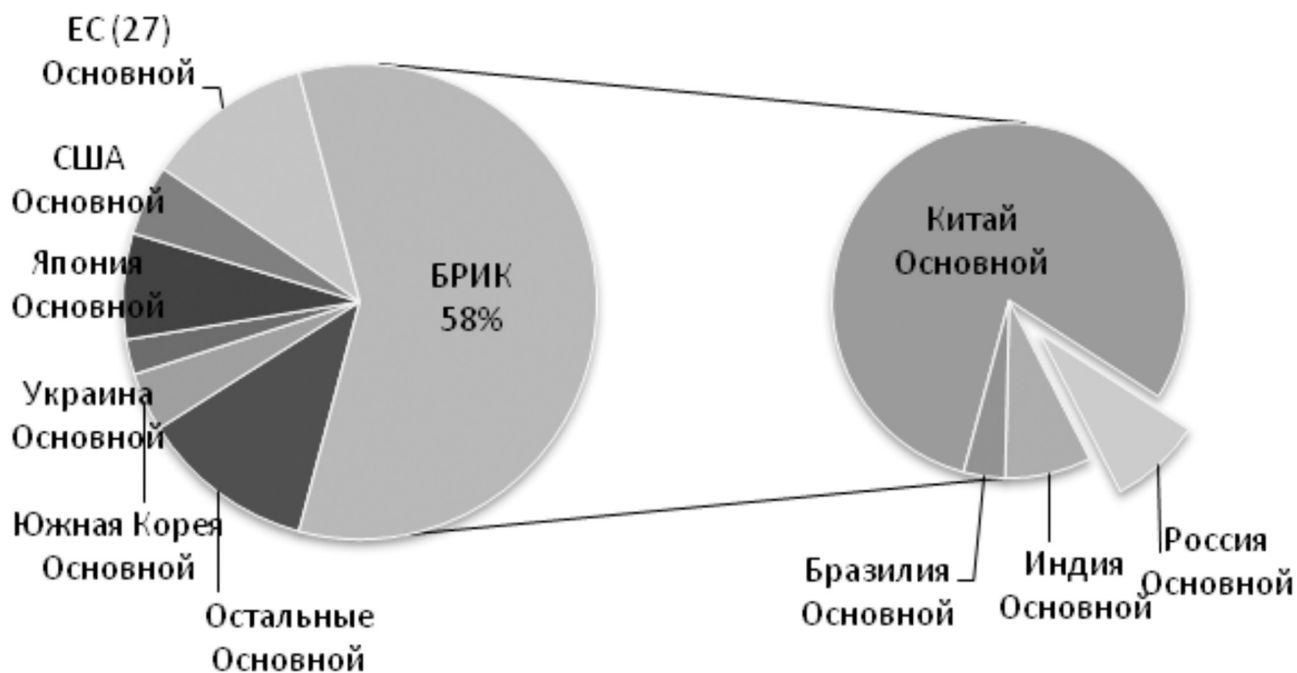 ЕС (27)
Основной
США
Основной
Япония
Основной
Украина
Основной
Южная Корея
Основной
Остальные
Основной
БРИК
58%
Китай
Основной
Бразилия
Основной
Индия
Основной
Россия
Основной